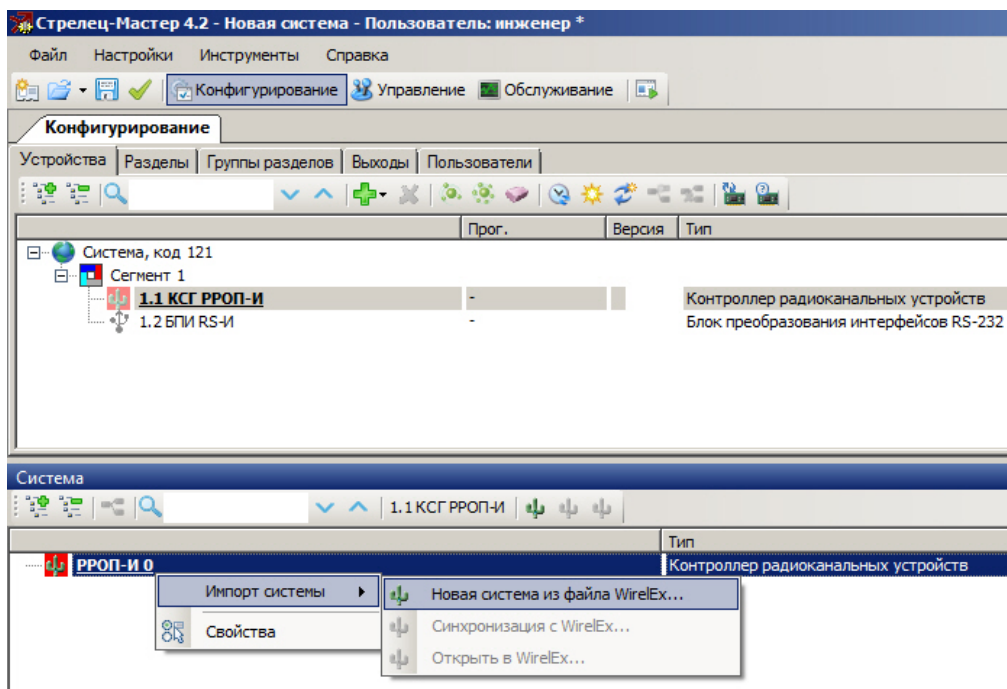 Стрелец-Мастер 4.2 - Новая система - Пользователь: инженер *
Файл Настройки Инструменты Справка
Конфигурирование Управление Обслуживание
Конфигурирование
Устройства Разделы Группы разделов Выходы Пользователи
Прог. Версия Тип
Система, код 121
Сегмент 1
1.1 КСГ РРОП-И - Контроллер радиоканальных устройств
1.2 БПИ RS-И - Блок преобразования интерфейсов RS-232
Система
1.1 КСГ РРОП-И
Тип
РРОП-И 0 Контроллер радиоканальных устройств
Импорт системы Новая система из файла WirelEx...
Свойства Синхронизация с WirelEx...
Открыть в WirelEx...